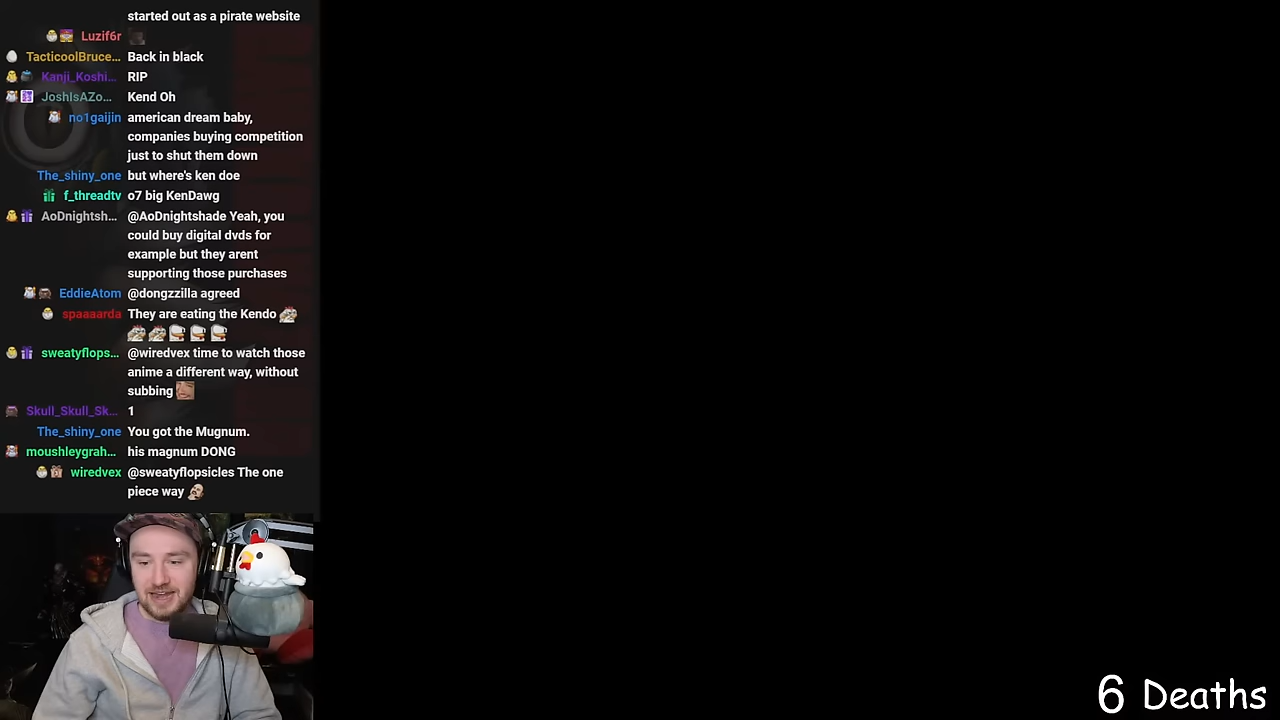 started out as a pirate website
Luzif6r
TacticoolBruce... Back in black
Kanji_Koshi... RIP
JoshIsAZo... Kend Oh
no1gaijin american dream baby,
companies buying competition
just to shut them down
The_shiny_one but where's ken doe
f_threadtv o7 big KenDawg
AoDnightsh... @AoDnightshade Yeah, you
could buy digital dvds for
example but they arent
supporting those purchases
EddieAtom @dongzzilla agreed
spaaaarda They are eating the Kendo
sweatyflops... @wiredvex time to watch those
anime a different way, without
subbing
Skull_Skull_Sk... 1
The_shiny_one You got the Mugnum.
moushleygrah... his magnum DONG
wiredvex @sweatyflopsicles The one
piece way
6 Deaths